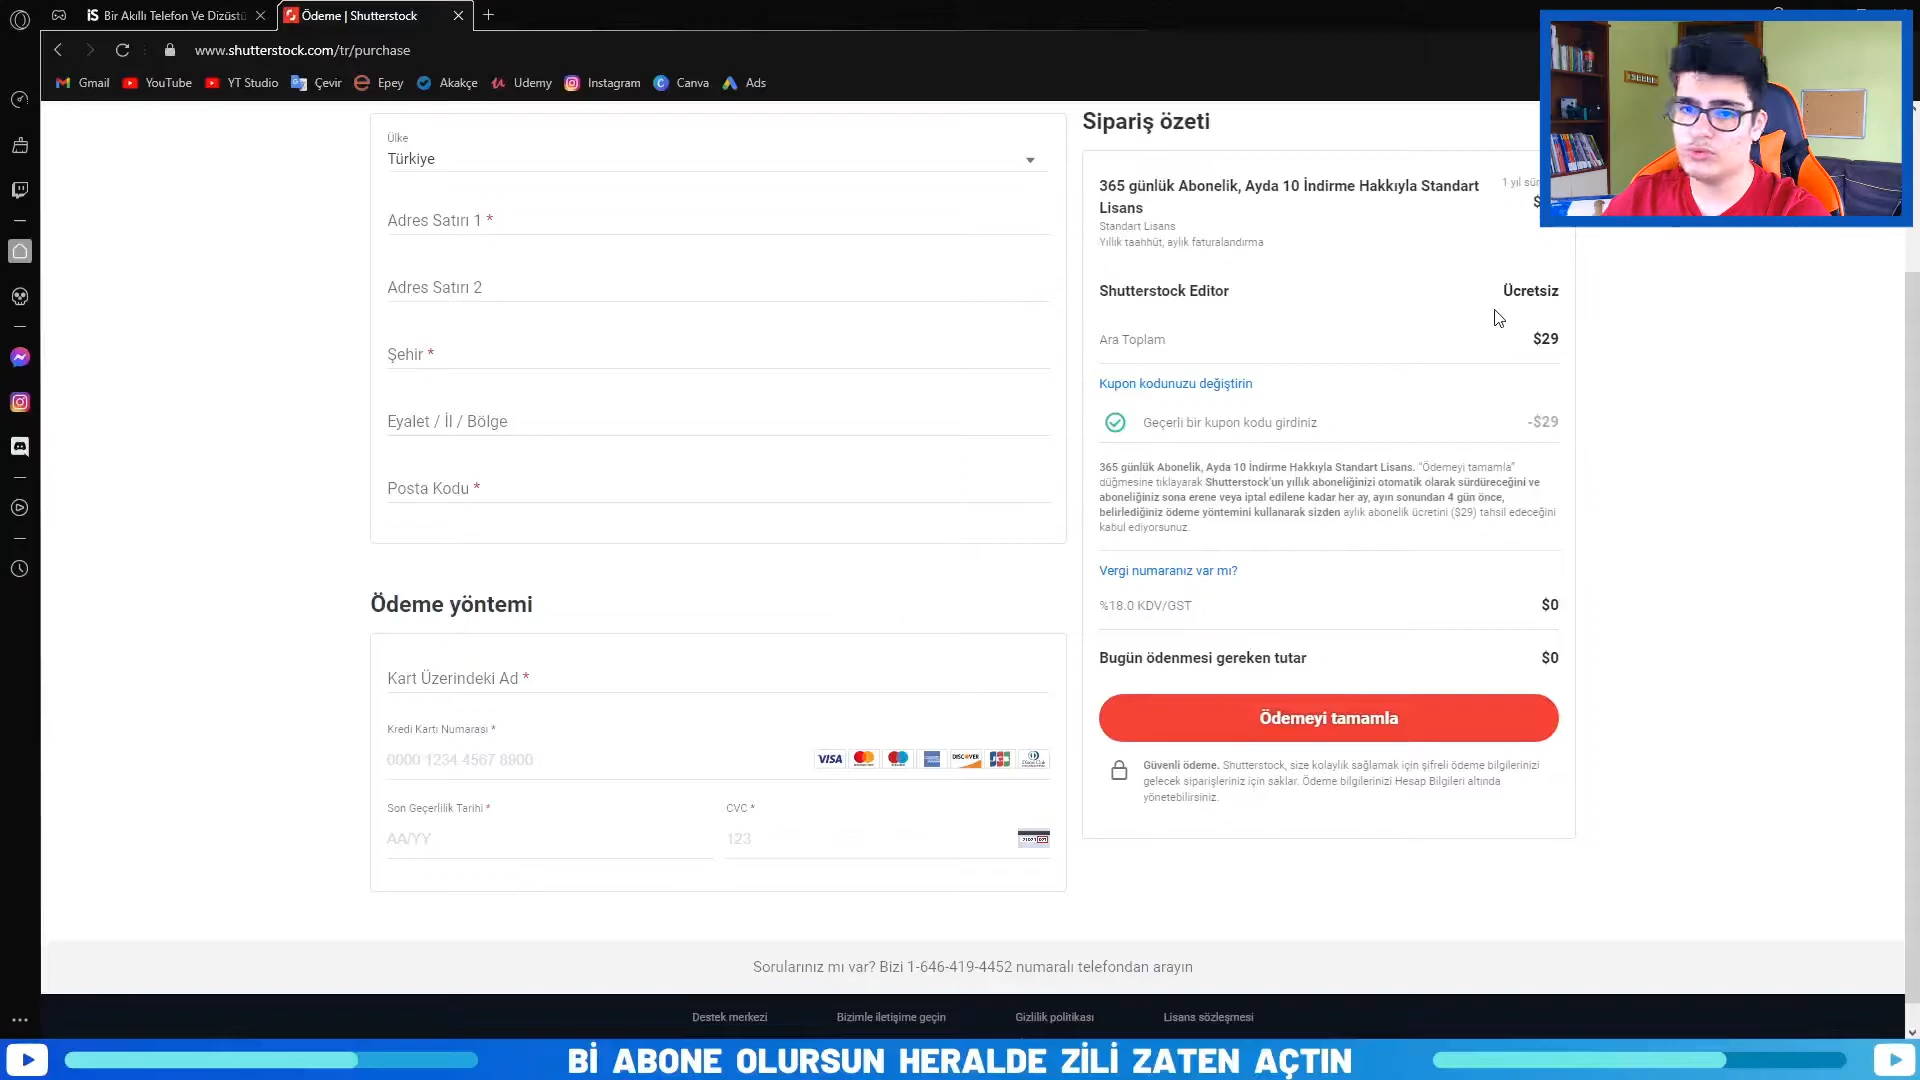 iS Bir Akıllı Telefon Ve Dizüstü
Ödeme | Shutterstock
www.shutterstock.com/tr/purchase
Gmail
YouTube
YT Studio
Çevir
Epey
Akakçe
Udemy
Instagram
Canva
Ads
Ülke
Türkiye
Adres Satırı 1 *
Adres Satırı 2
Şehir *
Eyalet / İl / Bölge
Posta Kodu *
Ödeme yöntemi
Kart Üzerindeki Ad *
Kredi Kartı Numarası *
0000 1234 4567 8900
VISA
DISCOVER
JCB
Son Geçerlilik Tarihi *
CVC *
AA/YY
123
Sipariş özeti
365 günlük Abonelik, Ayda 10 İndirme Hakkıyla Standart
Lisans
1 yıl
$
Standart Lisans
Yıllık taahhüt, aylık faturalandırma
Shutterstock Editor
Ücretsiz
Ara Toplam
$29
Kupon kodunuzu değiştirin
Geçerli bir kupon kodu girdiniz
-$29
365 günlük Abonelik, Ayda 10 İndirme Hakkıyla Standart Lisans. "Ödemeyi tamamla"
düğmesine tıklayarak Shutterstock'un yıllık aboneliğinizi otomatik olarak sürdüreceğini ve
aboneliğiniz sona erene veya iptal edilene kadar her ay, ayın sonundan 4 gün önce,
belirlediğiniz ödeme yöntemini kullanarak sizden aylık abonelik ücretini ($29) tahsil edeceğini
kabul ediyorsunuz.
Vergi numaranız var mı?
%18.0 KDV/GST
$0
Bugün ödenmesi gereken tutar
$0
Ödemeyi tamamla
Güvenli ödeme. Shutterstock, size kolaylık sağlamak için şifreli ödeme bilgilerinizi
gelecek siparişleriniz için saklar. Ödeme bilgilerinizi Hesap Bilgileri altında
yönetebilirsiniz.
Sorularınız mı var? Bizi 1-646-419-4452 numaralı telefondan arayın
Destek merkezi
Bizimle iletişime geçin
Gizlilik politikası
Lisans sözleşmesi
Bİ ABONE OLURSUN HERALDE ZİLİ ZATEN AÇTIN